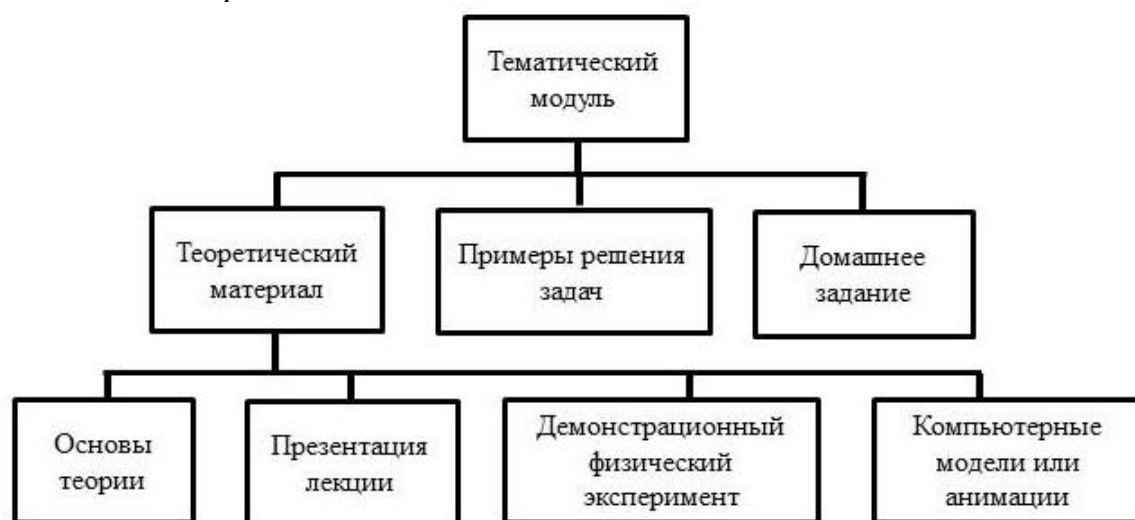 Тематический
модуль
Теоретический
материал
Примеры решения
задач
Домашнее
задание
Основы
теории
Презентация
лекции
Демонстрационный
физический
эксперимент
Компьютерные
модели или
анимации